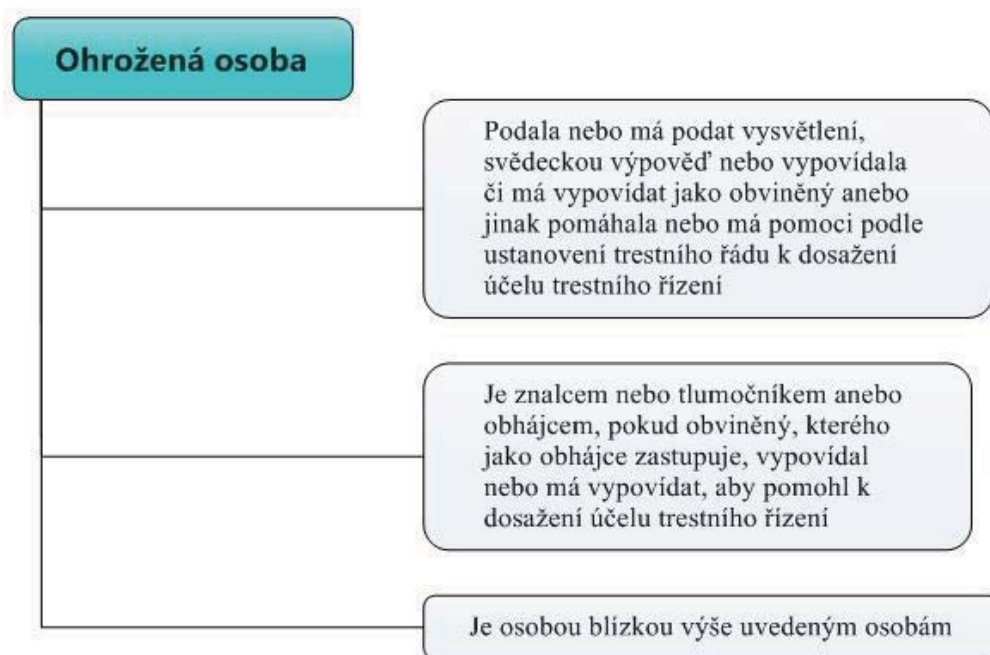 Ohrožená osoba
Podala nebo má podat vysvětlení,
svědeckou výpověď nebo vypovídala
či má vypovídat jako obviněný anebo
jinak pomáhala nebo má pomoci podle
ustanovení trestního řádu k dosažení
účelu trestního řízení
Je znalcem nebo tlumočníkem anebo
obhájcem, pokud obviněný, kterého
jako obhájce zastupuje, vypovídal
nebo má vypovídat, aby pomohl k
dosažení účelu trestního řízení
Je osobou blízkou výše uvedeným osobám